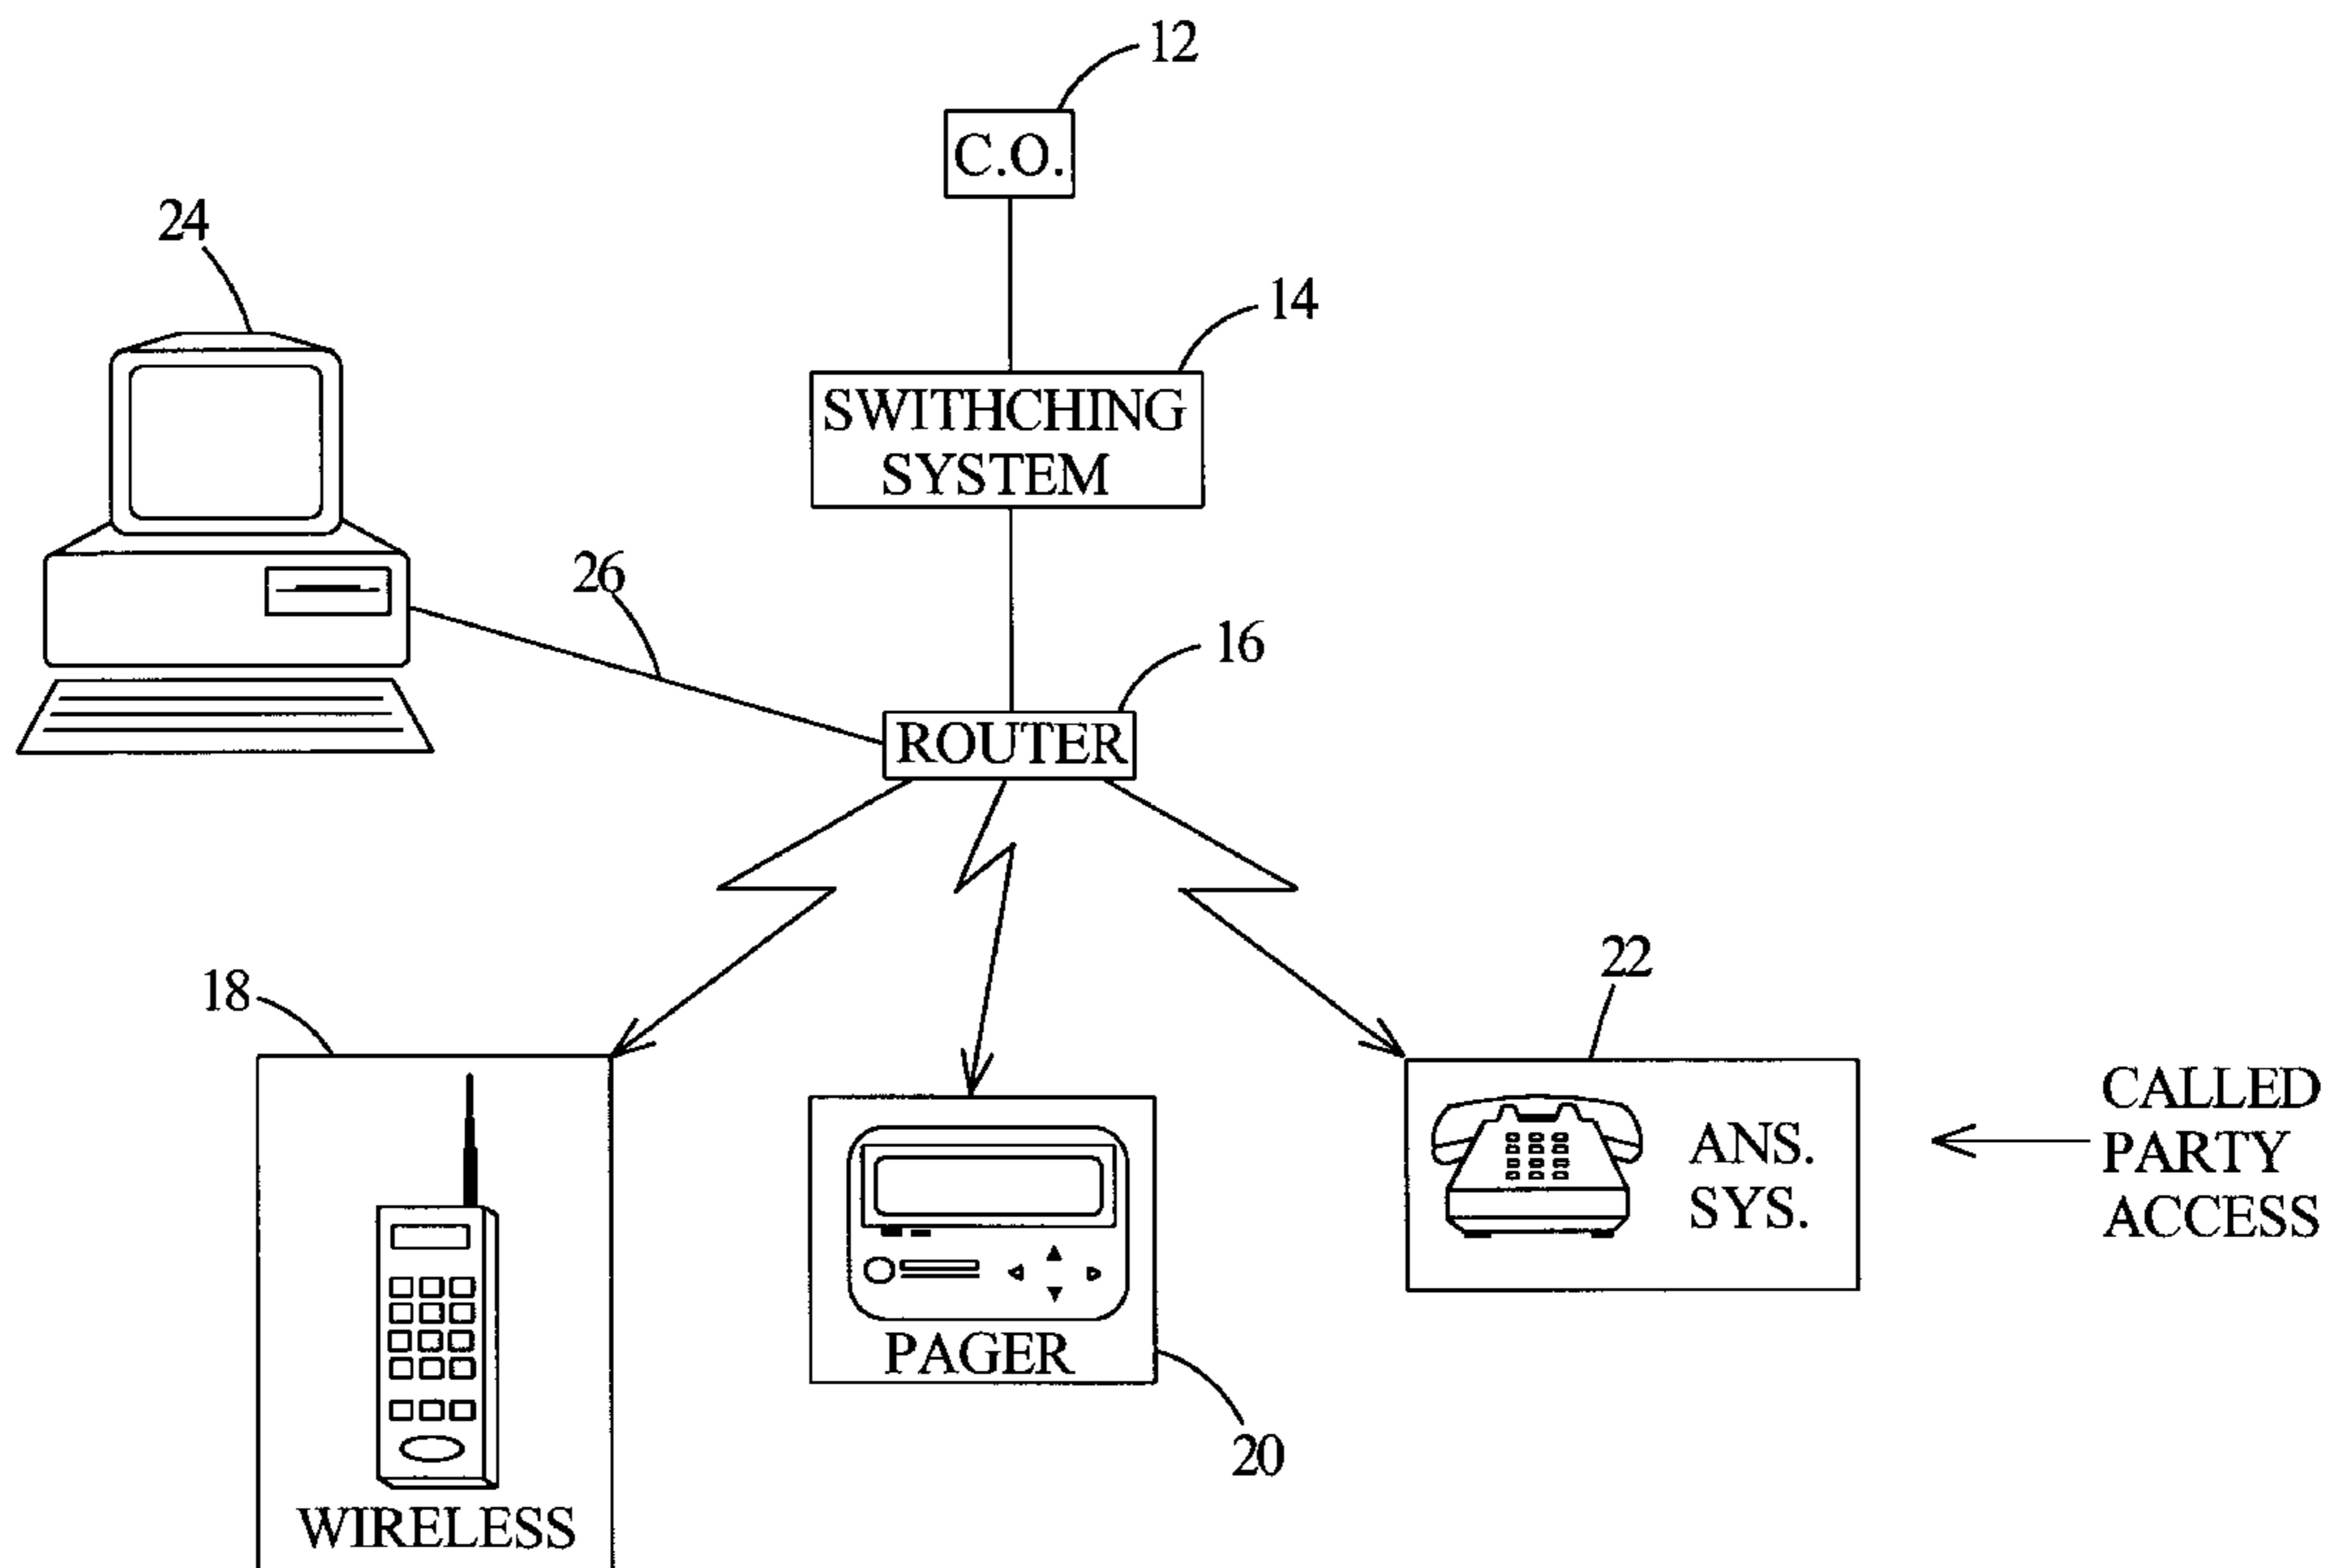 12
C.O.
24
14
SWITHCHING
SYSTEM
26
16
ROUTER
18
22
ANS.
SYS.
CALLED
PARTY
ACCESS
PAGER
20
WIRELESS